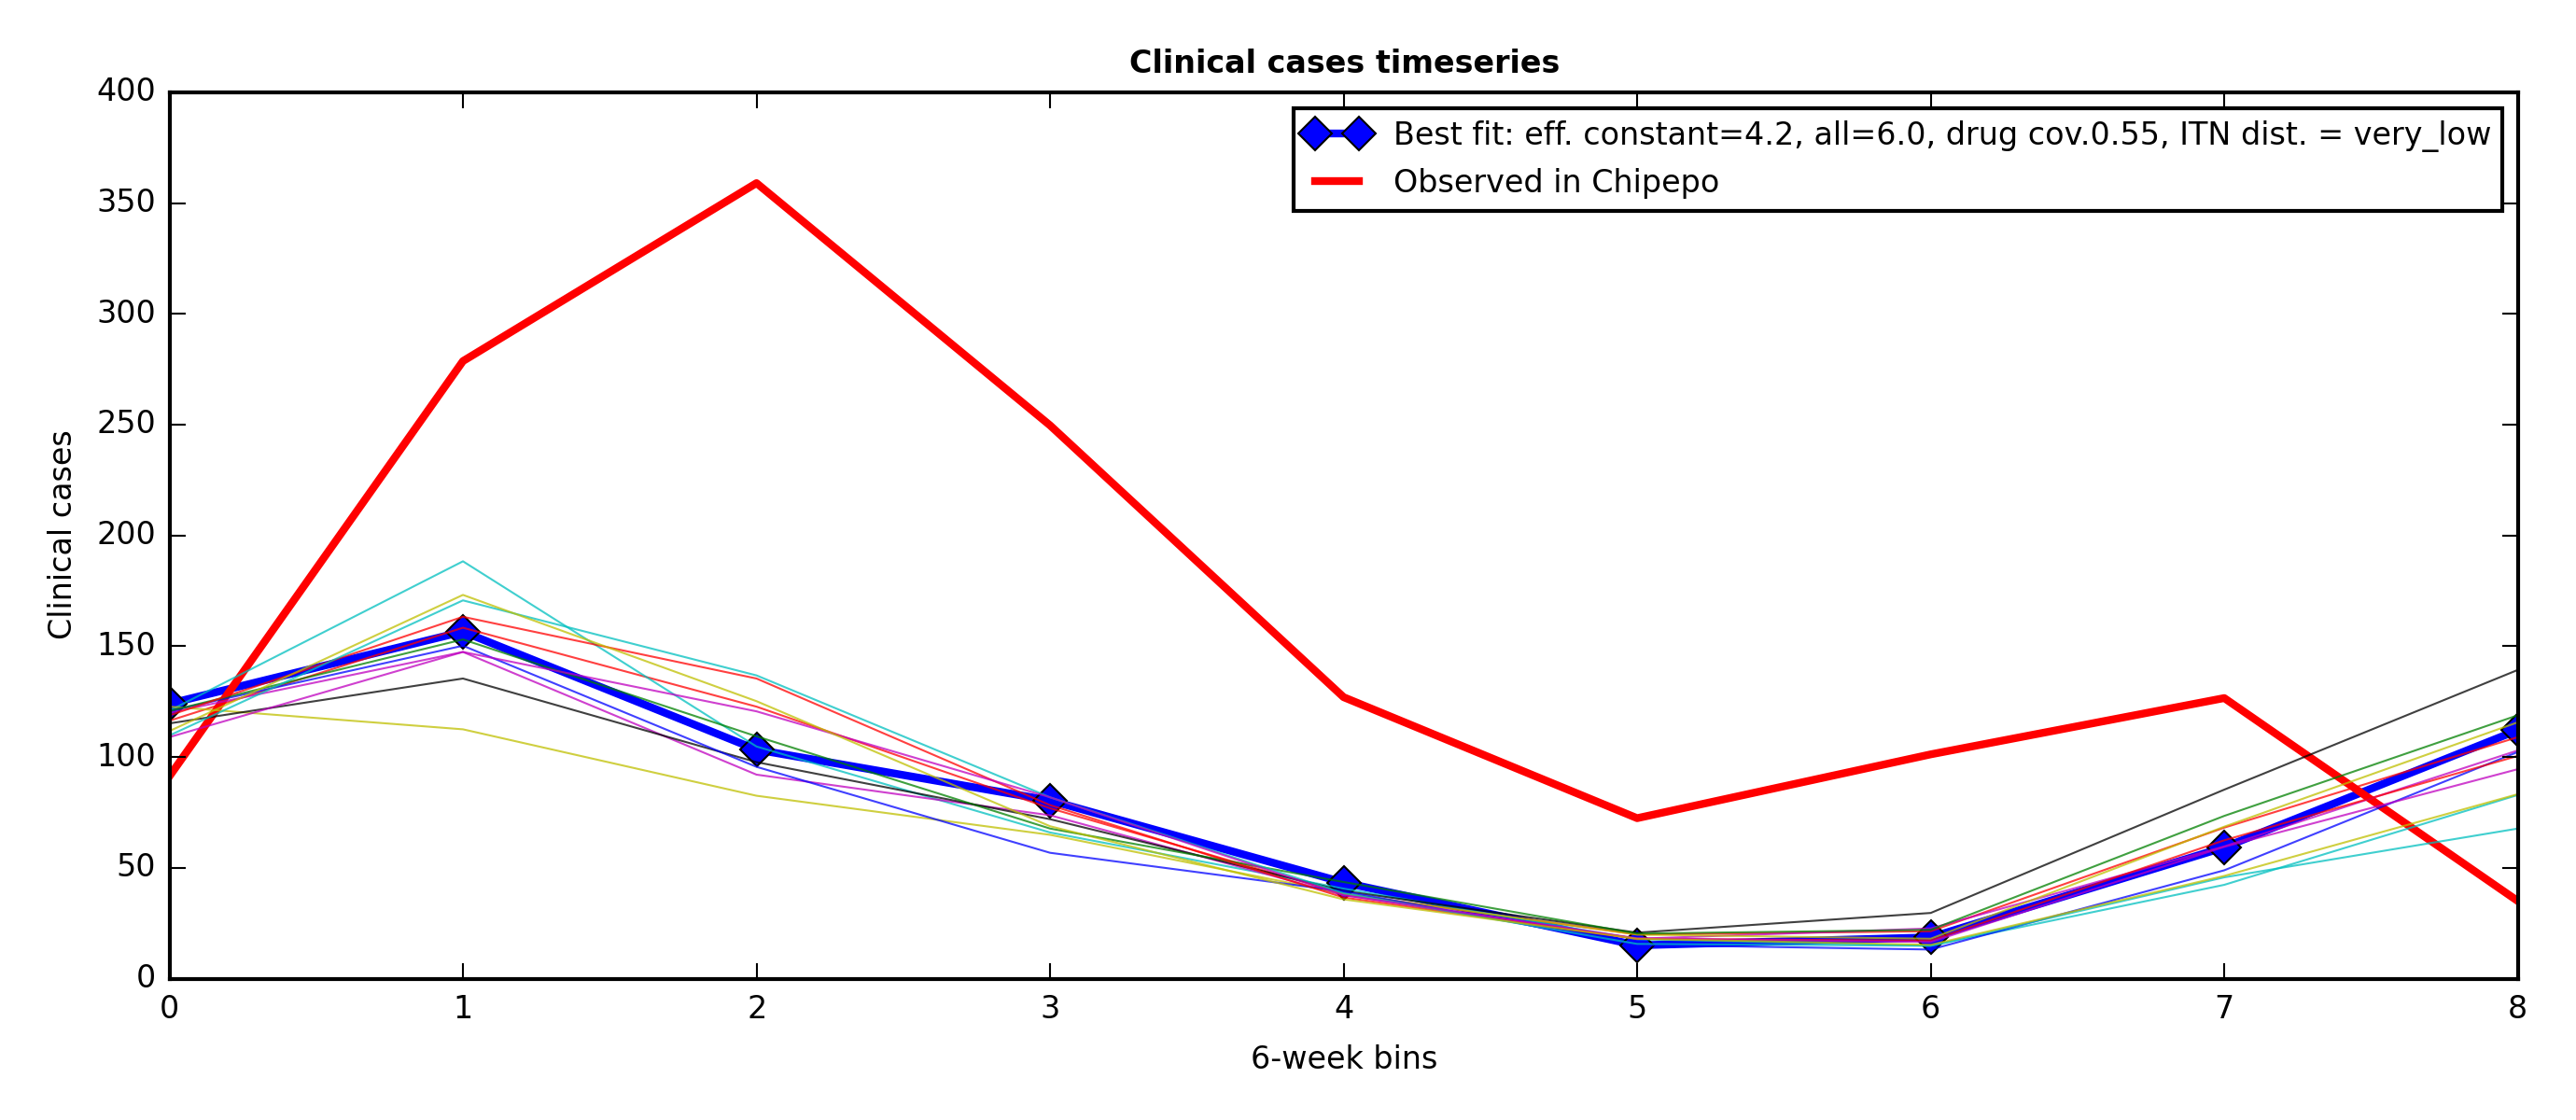 Clinical cases timeseries
400
350
300
250
200
150
100
50
0
Clinical cases
Best fit: eff. constant=4.2, all=6.0, drug cov.0.55, ITN dist. = very_low
Observed in Chipepo
0 1 2 3 4 5 6 7 8
6-week bins